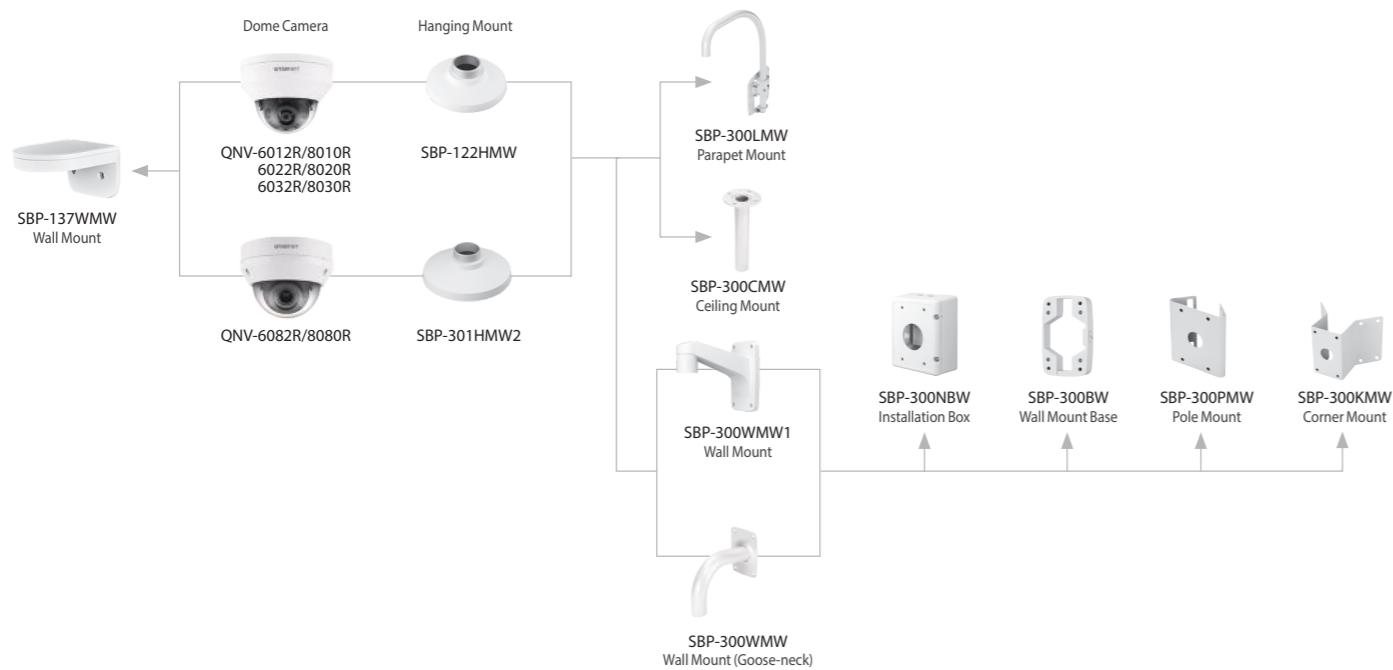 Dome Camera
Hanging Mount
QNV-6012R/8010R
6022R/8020R
6032R/8030R
SBP-122HMW
SBP-300LMW
Parapet Mount
SBP-137WMW
Wall Mount
QNV-6082R/8080R
SBP-301HMW2
SBP-300CMW
Ceiling Mount
SBP-300WMW1
Wall Mount
SBP-300NBW
Installation Box
SBP-300BW
Wall Mount Base
SBP-300PMW
Pole Mount
SBP-300KMW
Corner Mount
SBP-300WMW
Wall Mount (Goose-neck)